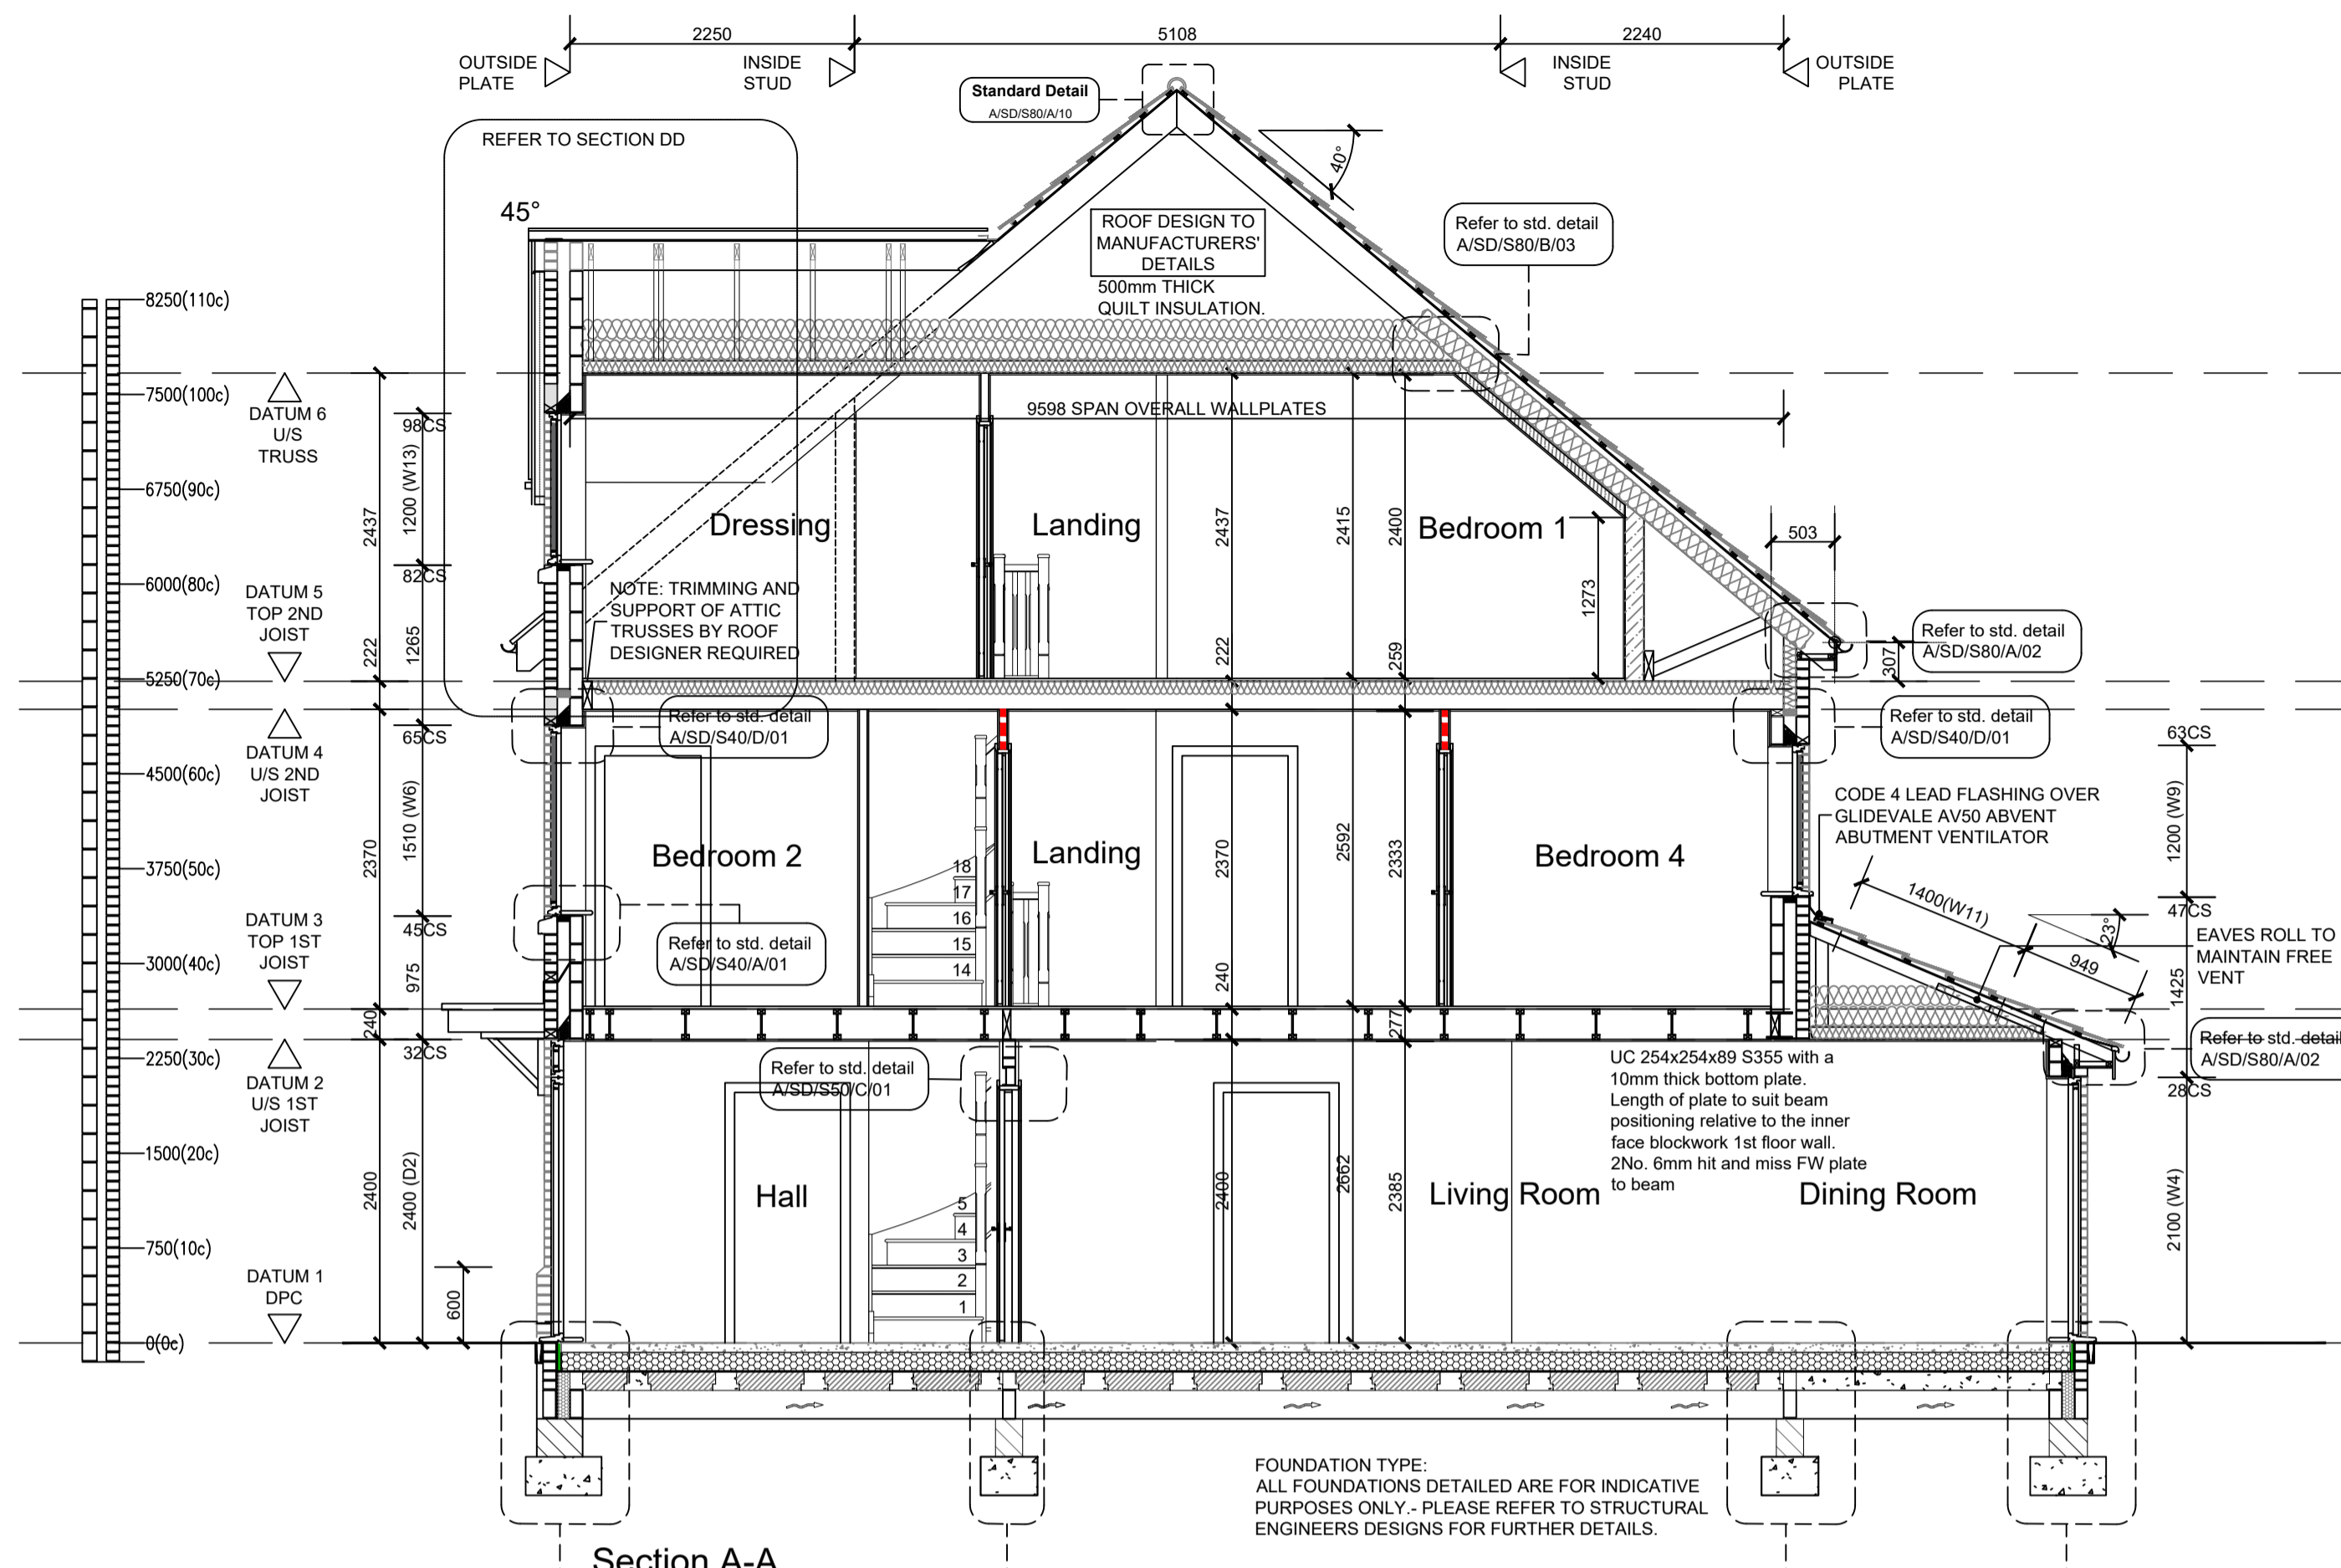 2250
5108
2240
OUTSIDE
PLATE
INSIDE
STUD
INSIDE
STUD
OUTSIDE
PLATE
Standard Detail
A/SD/S80/A/10
REFER TO SECTION DD
40°
45°
ROOF DESIGN TO
MANUFACTURERS'
DETAILS
500mm THICK
QUILT INSULATION.
Refer to std. detail
A/SD/S80/B/03
8250(110c)
7500(100c)
6750(90c)
6000(80c)
5250(70c)
4500(60c)
3750(50c)
3000(40c)
2250(30c)
1500(20c)
750(10c)
0(0c)
DATUM 6
U/S
TRUSS
DATUM 5
TOP 2ND
JOIST
DATUM 4
U/S 2ND
JOIST
DATUM 3
TOP 1ST
JOIST
DATUM 2
U/S 1ST
JOIST
DATUM 1
DPC
2437
222
2370
240
2400
98CS
1200 (W13)
82CS
1265
65CS
1510 (W6)
45CS
975
32CS
2400 (D2)
600
9598 SPAN OVERALL WALLPLATES
Dressing
Landing
Bedroom 1
2437
2415
2400
1273
503
307
NOTE: TRIMMING AND
SUPPORT OF ATTIC
TRUSSES BY ROOF
DESIGNER REQUIRED
222
259
Refer to std. detail
A/SD/S80/A/02
Refer to std. detail
A/SD/S40/D/01
Refer to std. detail
A/SD/S40/D/01
Bedroom 2
Landing
Bedroom 4
18
17
16
15
14
2370
2592
2333
240
277
Refer to std. detail
A/SD/S40/A/01
CODE 4 LEAD FLASHING OVER
GLIDEVALE AV50 ABVENT
ABUTMENT VENTILATOR
1400(W11)
23°
949
EAVES ROLL TO
MAINTAIN FREE
VENT
63CS
1200 (W9)
47CS
1425
28CS
2100 (W4)
Refer to std. detail
A/SD/S80/A/02
Refer to std. detail
A/SD/S50/C/01
UC 254x254x89 S355 with a
10mm thick bottom plate.
Length of plate to suit beam
positioning relative to the inner
face blockwork 1st floor wall.
2No. 6mm hit and miss FW plate
to beam
Hall
Living Room
Dining Room
5
4
3
2
1
2400
2662
2385
FOUNDATION TYPE:
ALL FOUNDATIONS DETAILED ARE FOR INDICATIVE
PURPOSES ONLY.- PLEASE REFER TO STRUCTURAL
ENGINEERS DESIGNS FOR FURTHER DETAILS.
Section A-A